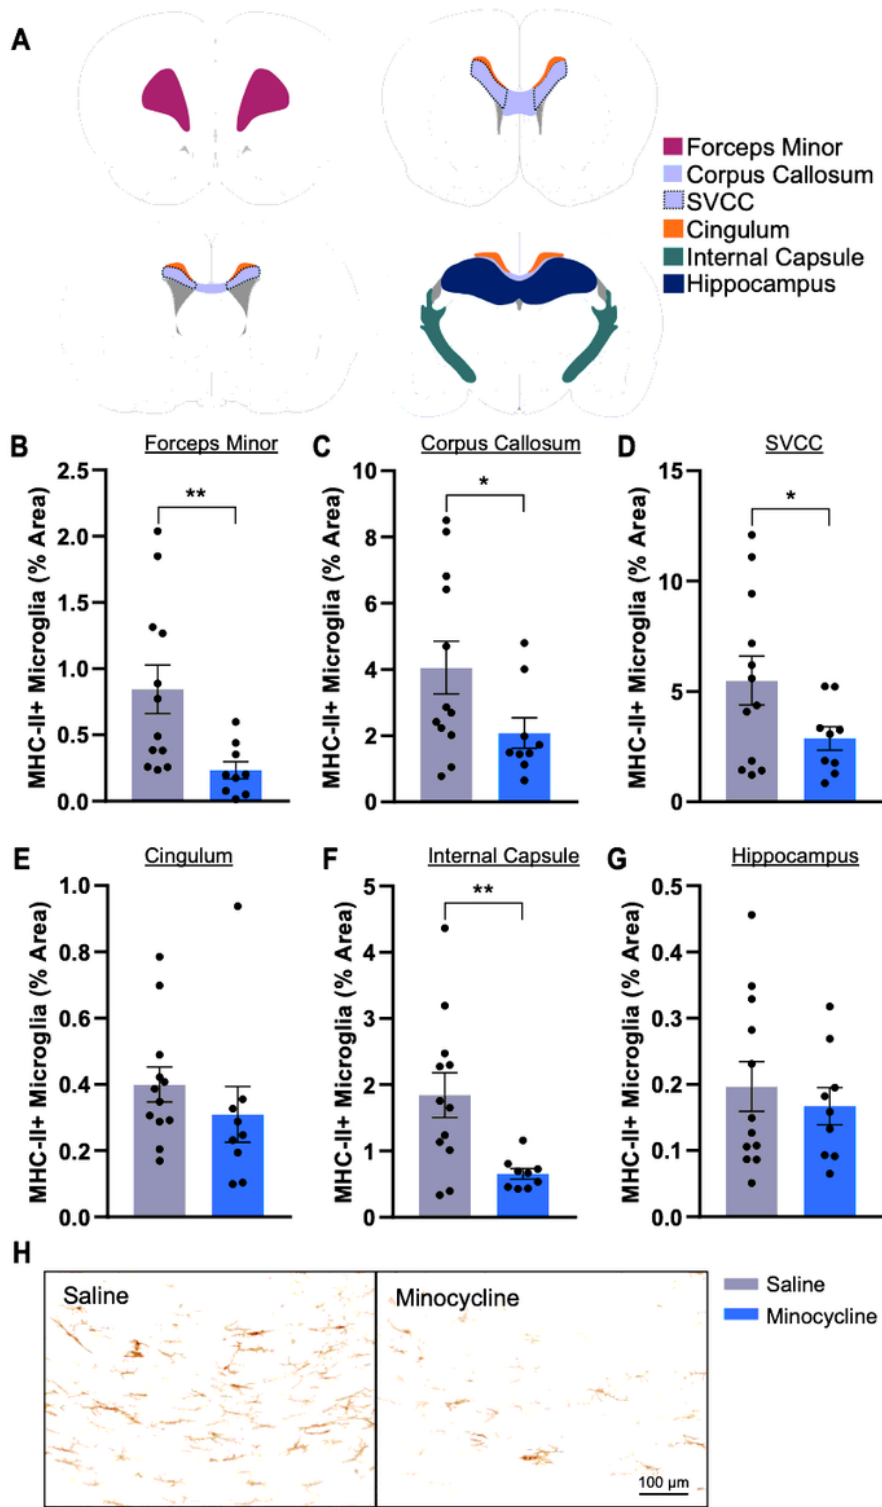 A
Forceps Minor
Corpus Callosum
SVCC
Cingulum
Internal Capsule
Hippocampus
B
Forceps Minor
MHC-II+ Microglia (% Area)
2.5
2.0
1.5
1.0
0.5
0.0
**
C
Corpus Callosum
MHC-II+ Microglia (% Area)
10
8
6
4
2
0
*
D
SVCC
MHC-II+ Microglia (% Area)
15
10
5
0
*
E
Cingulum
MHC-II+ Microglia (% Area)
1.0
0.8
0.6
0.4
0.2
0.0
F
Internal Capsule
MHC-II+ Microglia (% Area)
5
4
3
2
1
0
**
G
Hippocampus
MHC-II+ Microglia (% Area)
0.5
0.4
0.3
0.2
0.1
0.0
H
Saline
Minocycline
100 µm
Saline
Minocycline